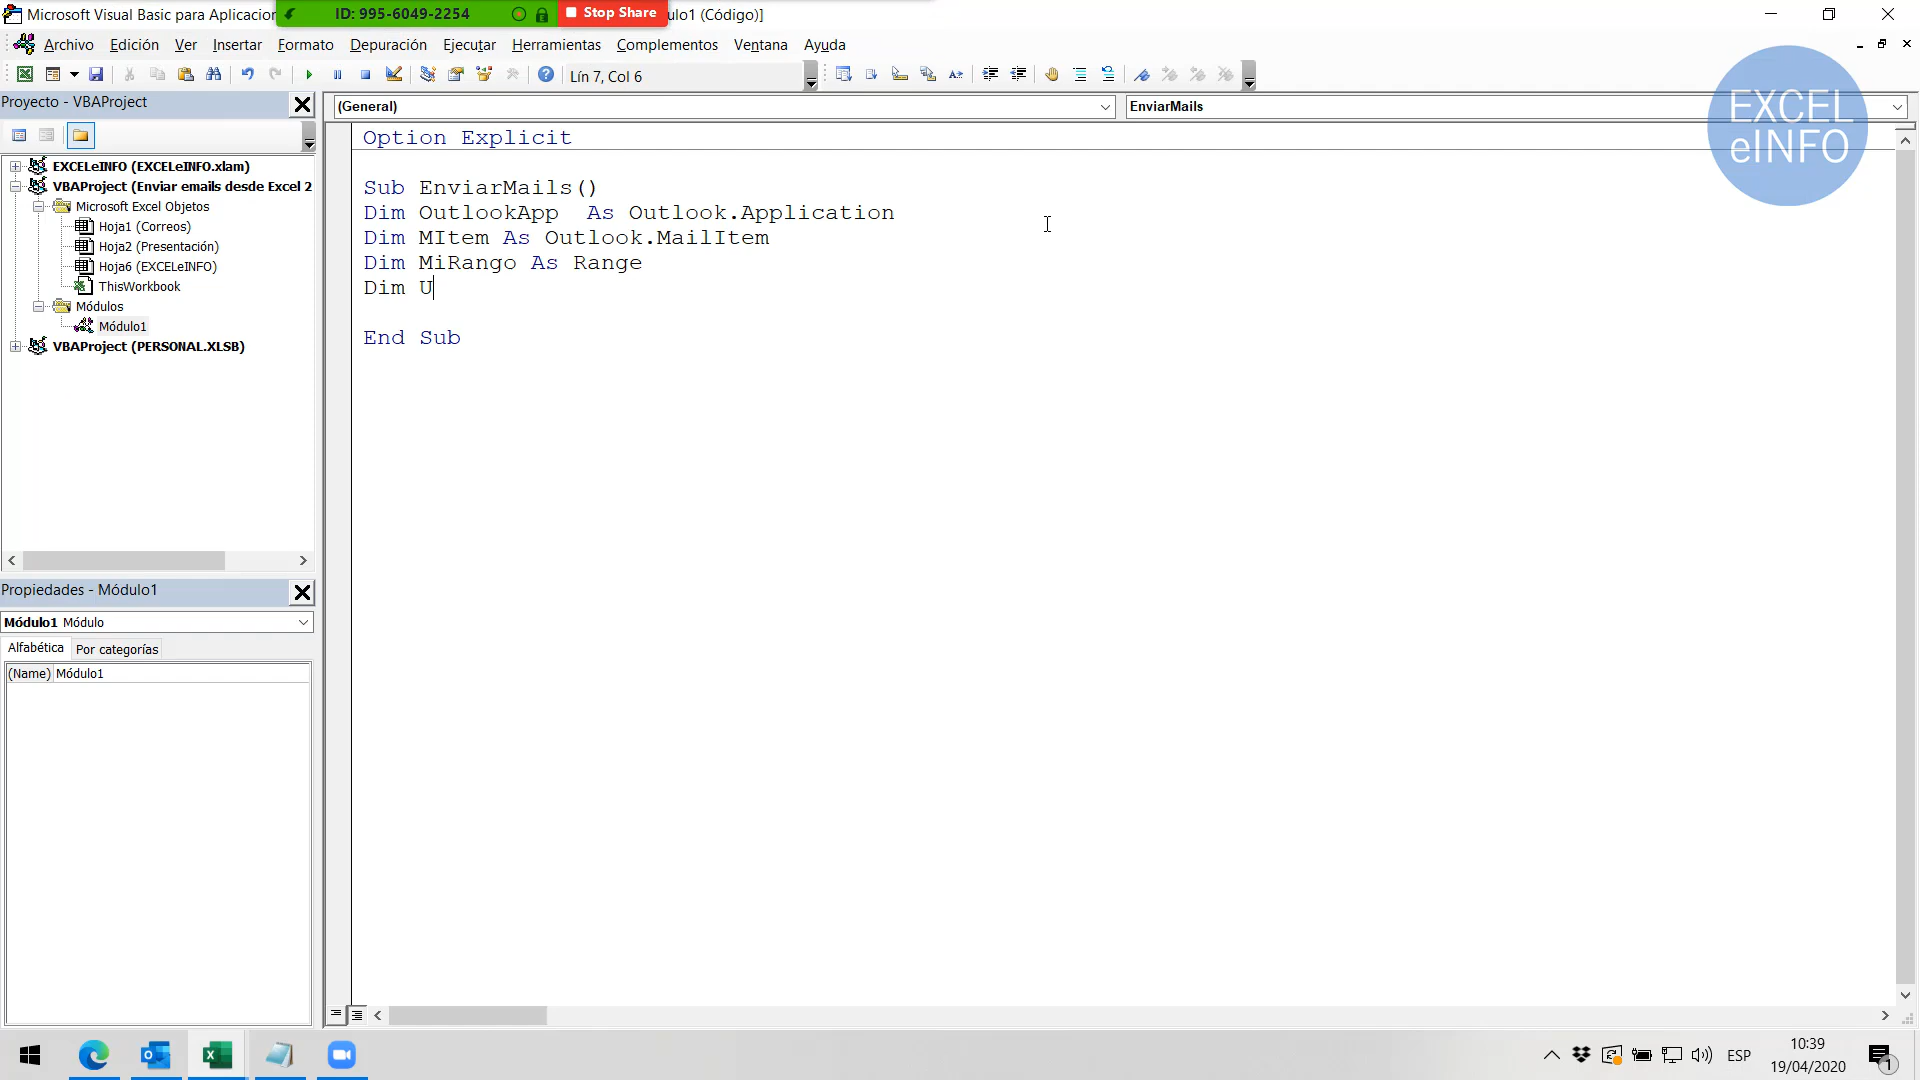 Microsoft Visual Basic para Aplicacion
ID: 995-6049-2254
Stop Share
ulo1 (Código)]
Archivo Edición Ver Insertar Formato Depuración Ejecutar Herramientas Complementos Ventana Ayuda
Lín 7, Col 6
Proyecto - VBAProject
(General)
EnviarMails
EXCEL
eINFO
EXCELeINFO (EXCELeINFO.xlam)
VBAProject (Enviar emails desde Excel 2
Microsoft Excel Objetos
Hoja1 (Correos)
Hoja2 (Presentación)
Hoja6 (EXCELeINFO)
ThisWorkbook
Módulos
Módulo1
VBAProject (PERSONAL.XLSB)
Option Explicit
Sub EnviarMails()
Dim OutlookApp  As Outlook.Application
Dim MItem As Outlook.MailItem
Dim MiRango As Range
Dim U
End Sub
Propiedades - Módulo1
Módulo1 Módulo
Alfabética Por categorías
(Name) Módulo1
ESP
10:39
19/04/2020
1